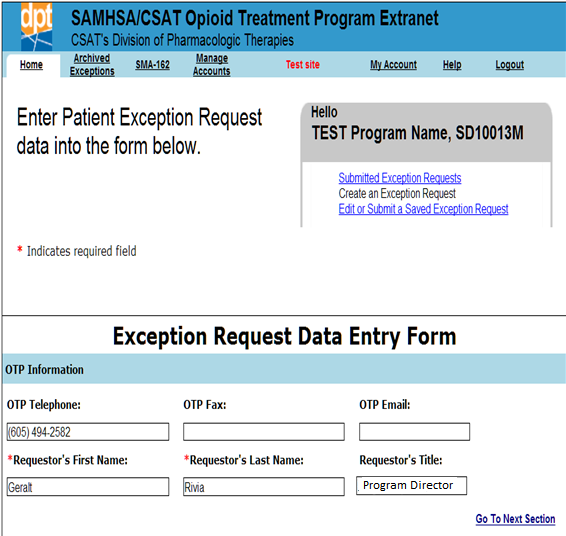 dpt
SAMHSA/CSAT Opioid Treatment Program Extranet
CSAT's Division of Pharmacologic Therapies
Home
Archived
Exceptions
SMA-162
Manage
Accounts
Test site
My Account
Help
Logout
Enter Patient Exception Request
data into the form below.
Hello
TEST Program Name, SD10013M
Submitted Exception Requests
Create an Exception Request
Edit or Submit a Saved Exception Request
* Indicates required field
Exception Request Data Entry Form
OTP Information
OTP Telephone: OTP Fax: OTP Email:
(605) 494-2582
*Requestor's First Name: *Requestor's Last Name: Requestor's Title:
Geralt Rivia Program Director
Go To Next Section